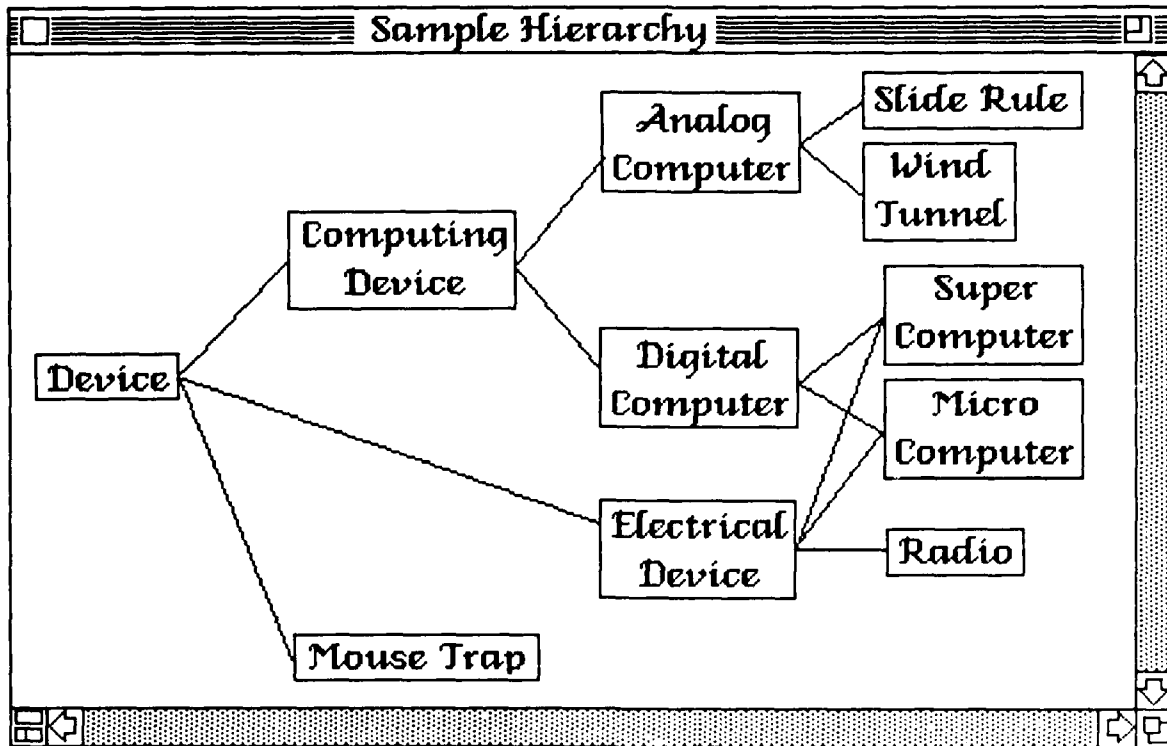 Sample Hierarchy
Slide Rule
Analog
Computer
Wind
Tunnel
Computing
Device
Super
Computer
Digital
Computer
Device
Micro
Computer
Electrical
Device
Radio
Mouse Trap